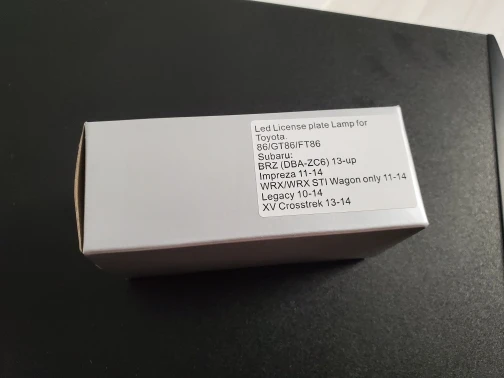 Led License plate Lamp for
Toyota.
86/GT86/FT86
Subaru:
BRZ (DBA-ZC6) 13-up
Impreza 11-14
WRX/WRX STI Wagon only 11-14
Legacy 10-14
XV Crosstrek 13-14